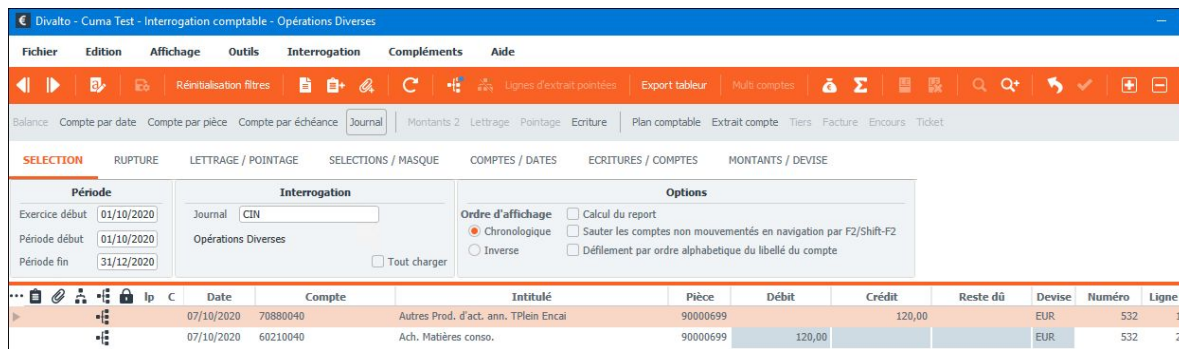 Divalto - Cuma Test - Interrogation comptable - Opérations Diverses
Fichier Edition Affichage Outils Interrogation Compléments Aide
Réinitialisation filtres Lignes d'extrait pointées Export tableur Multi comptes
Balance Compte par date Compte par pièce Compte par échéance Journal Montants 2 Lettrage Pointage Ecriture Plan comptable Extrait compte Tiers Facture Encours Ticket
SELECTION RUPTURE LETTRAGE / POINTAGE SELECTIONS / MASQUE COMPTES / DATES ECRITURES / COMPTES MONTANTS / DEVISE
Période Interrogation Options
Exercice début 01/10/2020 Journal CIN Ordre d'affichage Calcul du report
Chronologique Sauter les comptes non mouvementés en navigation par F2/Shift-F2
Période début 01/10/2020 Opérations Diverses
Inverse Défilement par ordre alphabetique du libellé du compte
Période fin 31/12/2020 Tout charger
... lp C Date Compte Intitulé Pièce Débit Crédit Reste dû Devise Numéro Ligne
07/10/2020 70880040 Autres Prod. d'act. ann. TPlein Encai 90000699 120,00 EUR 532 1
07/10/2020 60210040 Ach. Matières conso. 90000699 120,00 EUR 532 2